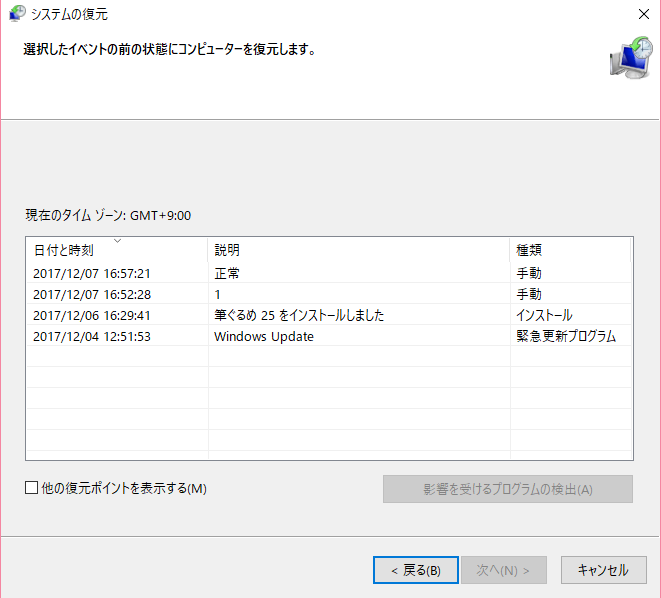 システムの復元
選択したイベントの前の状態にコンピューターを復元します。
現在のタイム ゾーン: GMT+9:00
日付と時刻 説明 種類
2017/12/07 16:57:21 正常 手動
2017/12/07 16:52:28 1 手動
2017/12/06 16:29:41 筆ぐるめ 25 をインストールしました インストール
2017/12/04 12:51:53 Windows Update 緊急更新プログラム
他の復元ポイントを表示する(M) 影響を受けるプログラムの検出(A)
< 戻る(B) 次へ(N) > キャンセル